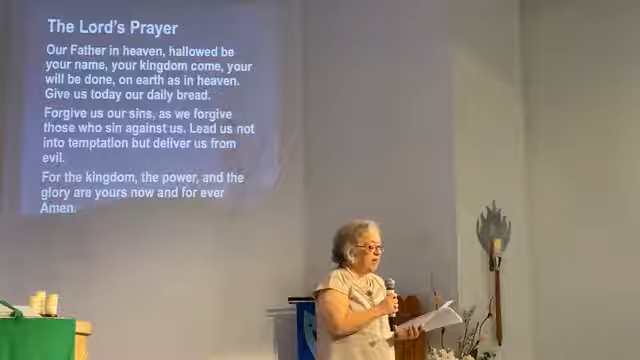 The Lord's Prayer
Our Father in heaven, hallowed be
your name, your kingdom come, your
will be done, on earth as in heaven.
Give us today our daily bread.
Forgive us our sins, as we forgive
those who sin against us. Lead us not
into temptation but deliver us from
evil.
For the kingdom, the power, and the
glory are yours now and for ever
Amen.